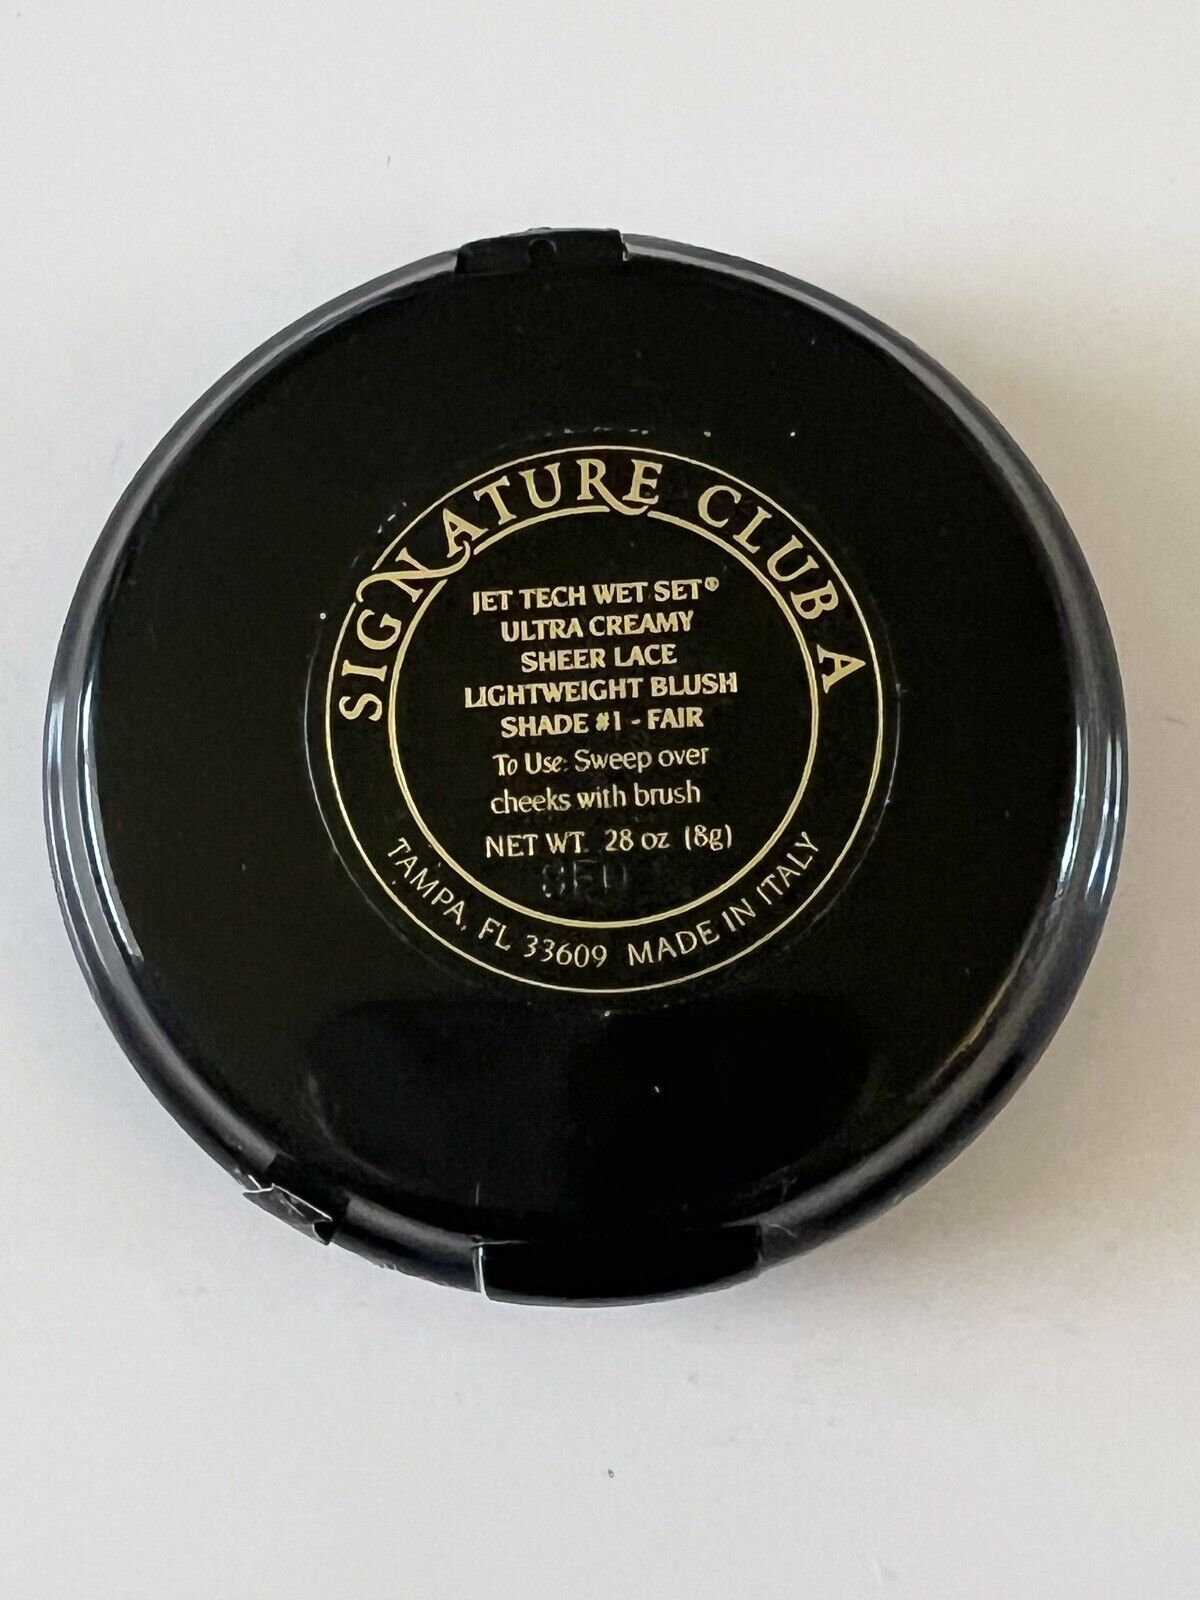 SIGNATURE CLUB A
JET TECH WET SET®
ULTRA CREAMY
SHEER LACE
LIGHTWEIGHT BLUSH
SHADE #1 - FAIR
To Use: Sweep over
cheeks with brush
NET WT. .28 oz (8g)
TAMPA, FL 33609 MADE IN ITALY